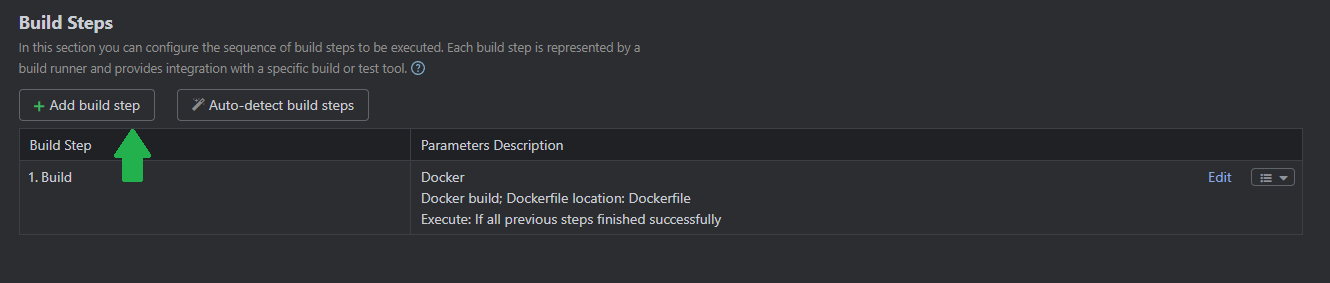 Build Steps
In this section you can configure the sequence of build steps to be executed. Each build step is represented by a
build runner and provides integration with a specific build or test tool. ?
+ Add build step
Auto-detect build steps
Build Step
Parameters Description
1. Build
Docker
Edit
Docker build; Dockerfile location: Dockerfile
Execute: If all previous steps finished successfully